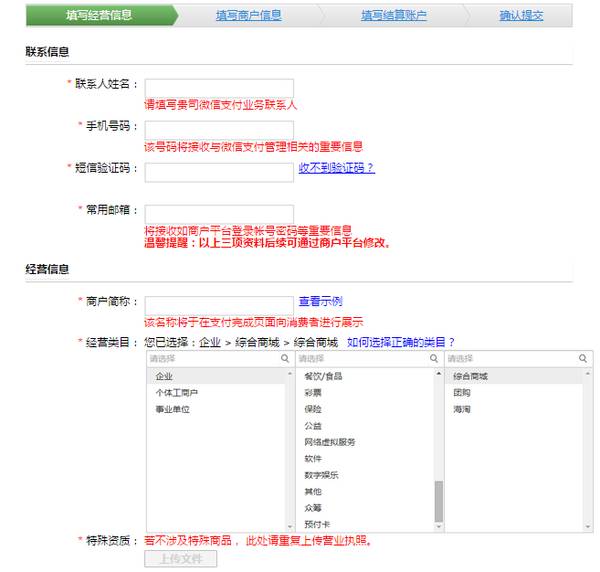 填写经营信息 填写商户信息 填写结算账户 确认提交
联系信息
* 联系人姓名：
请填写贵司微信支付业务联系人
* 手机号码：
该号码将接收与微信支付管理相关的重要信息
* 短信验证码： 收不到验证码？
* 常用邮箱：
将接收如商户平台登录帐号密码等重要信息
温馨提醒：以上三项资料后续可通过商户平台修改。
经营信息
* 商户简称： 查看示例
该名称将于在支付完成页面向消费者进行展示
* 经营类目： 您已选择：企业 > 综合商城 > 综合商城 如何选择正确的类目？
请选择 请选择 请选择
企业 餐饮/食品 综合商城
个体工商户 彩票 团购
事业单位 保险 海淘
公益
网络虚拟服务
软件
数字娱乐
其他
众筹
预付卡
* 特殊资质： 若不涉及特殊商品， 此处请重复上传营业执照。
上传文件